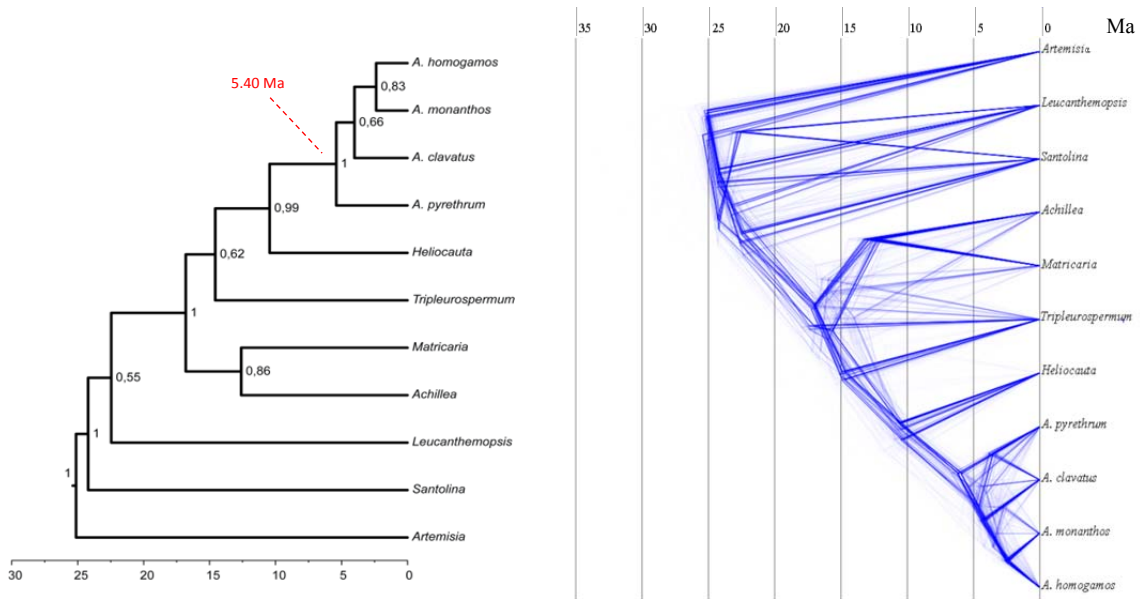 35 30 25 20 15 10 5 0 Ma
Artemisia
A. homogamos
5.40 Ma
0,83
Leucanthemopsis
A. monanthos
0,66
A. clavatus
Santolina
1
A. pyrethrum
0,99
Achillea
Heliocauta
0,62
Matricaria
Tripleurospermum
1
Tripleurospermum
Matricaria
0,86
Heliocauta
0,55
Achillea
A. pyrethrum
1
Leucanthemopsis
1
A. clavatus
Santolina
A. monanthos
Artemisia
30 25 20 15 10 5 0
A. homogamos